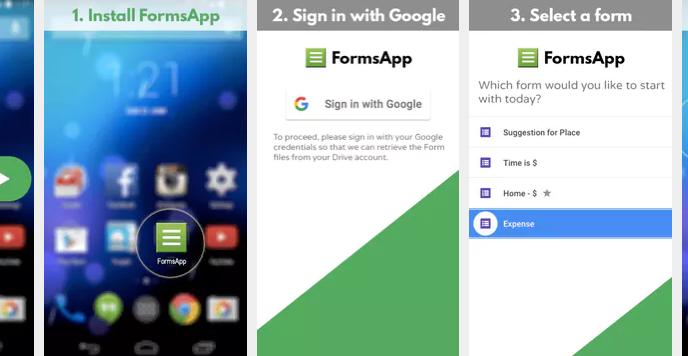 1. Install FormsApp
1:21
Facebook
FormsApp
2. Sign in with Google
FormsApp
Sign in with Google
To proceed, please sign in with your Google
credentials so that we can retrieve the Form
files from your Drive account.
3. Select a form
FormsApp
Which form would you like to start
with today?
Suggestion for Place
Time is $
Home - $ ★
Expense